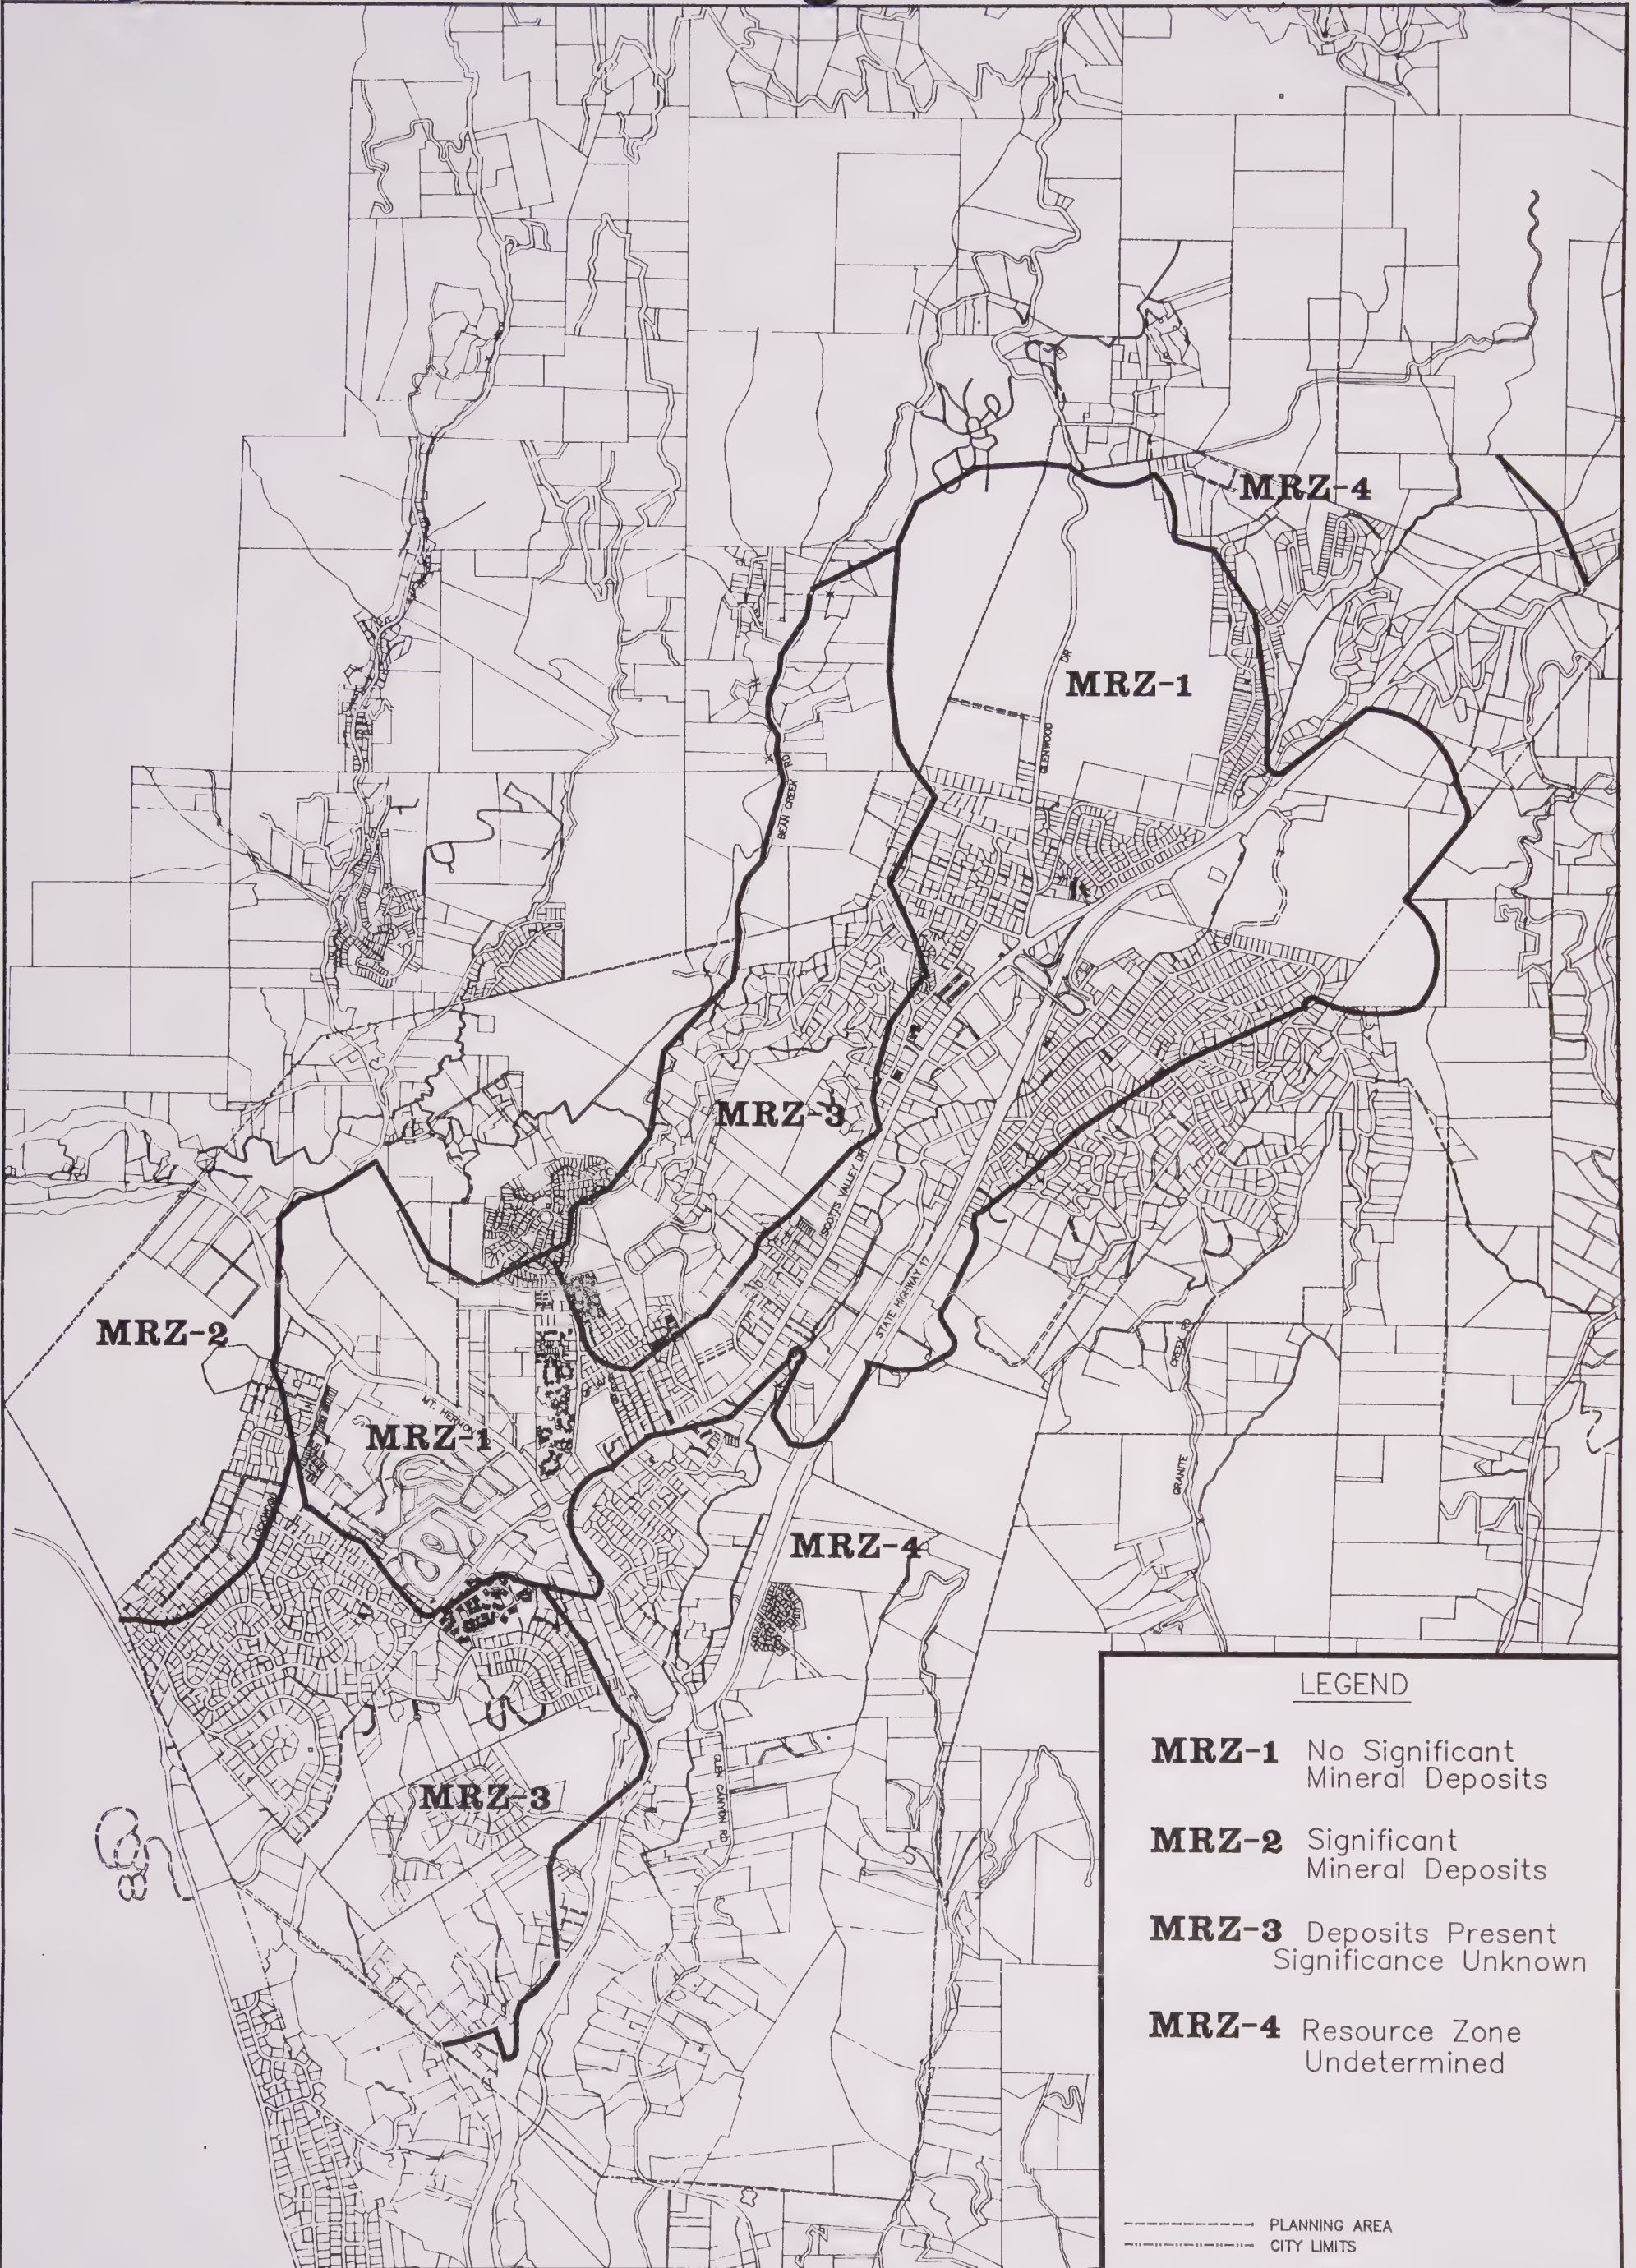 MRZ-4
DR
MRZ-1
GLENWOOD
BEAN CREEK RD
MRZ-3
SCOTTS VALLEY DR
STATE HIGHWAY 17
MRZ-2
CREEK RD
MT. HERMON
MRZ-1
GRANITE
LOCKWOOD
MRZ-4
GLEN CANYON RD
MRZ-3
LEGEND
MRZ-1 No Significant
Mineral Deposits
MRZ-2 Significant
Mineral Deposits
MRZ-3 Deposits Present
Significance Unknown
MRZ-4 Resource Zone
Undetermined
PLANNING AREA
CITY LIMITS